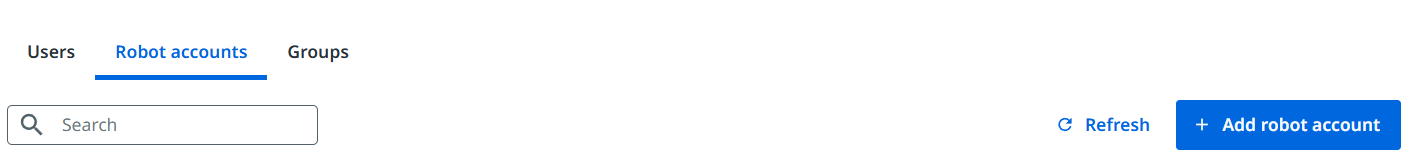 Users Robot accounts Groups
Search Refresh + Add robot account